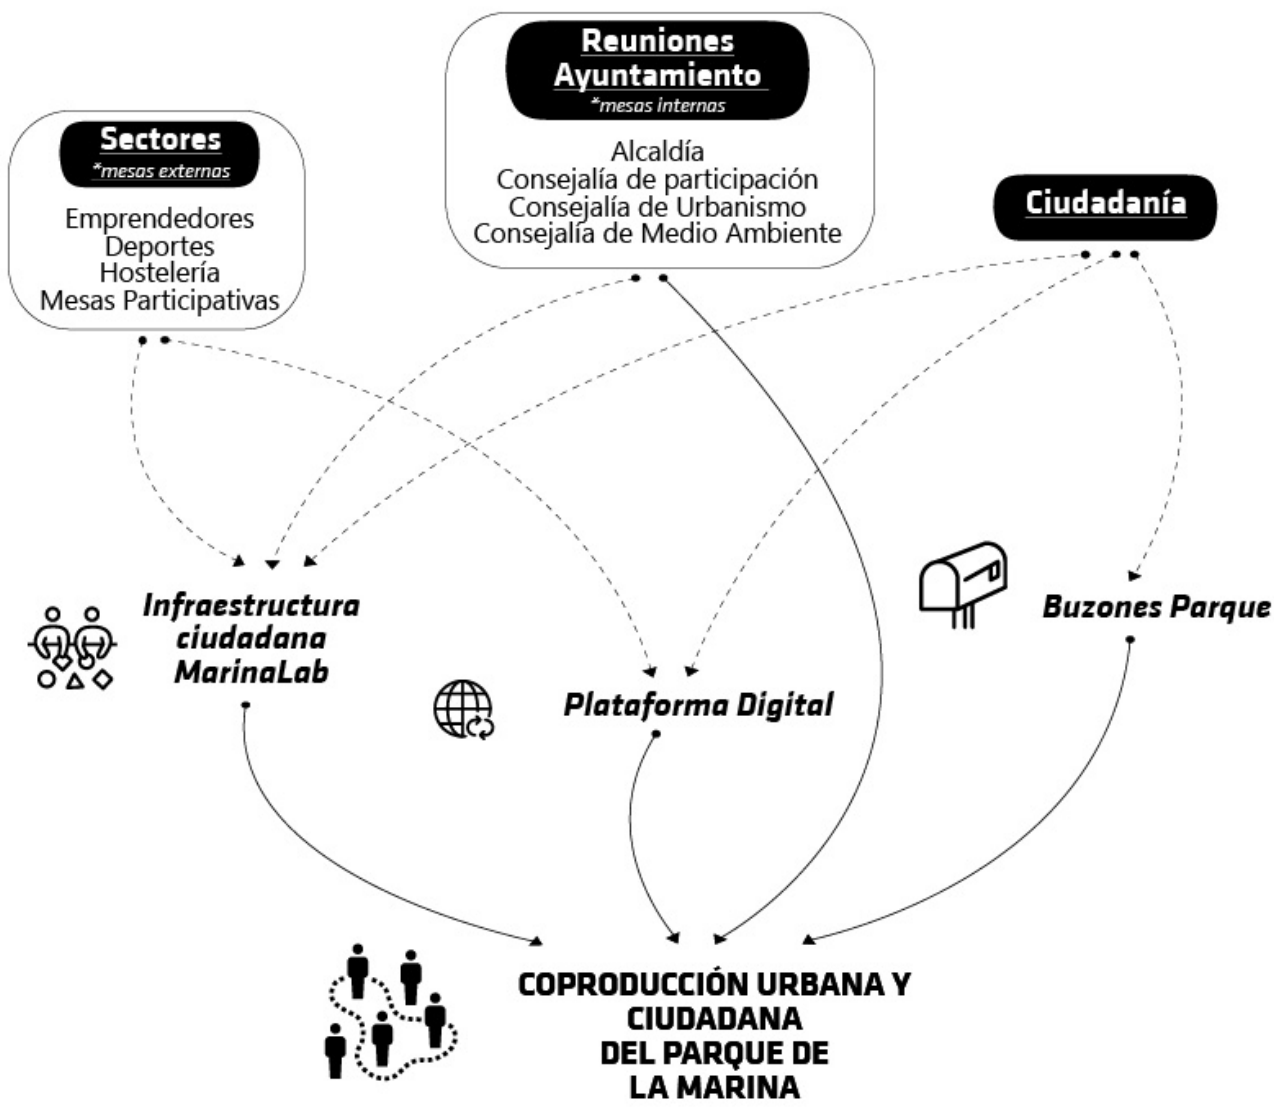 Reuniones
Ayuntamiento
*mesas internas
Alcaldía
Consejalía de participación
Consejalía de Urbanismo
Consejalía de Medio Ambiente
Sectores
*mesas externas
Emprendedores
Deportes
Hostelería
Mesas Participativas
Ciudadanía
Infraestructura
ciudadana
MarinaLab
Plataforma Digital
Buzones Parque
COPRODUCCIÓN URBANA Y
CIUDADANA
DEL PARQUE DE
LA MARINA